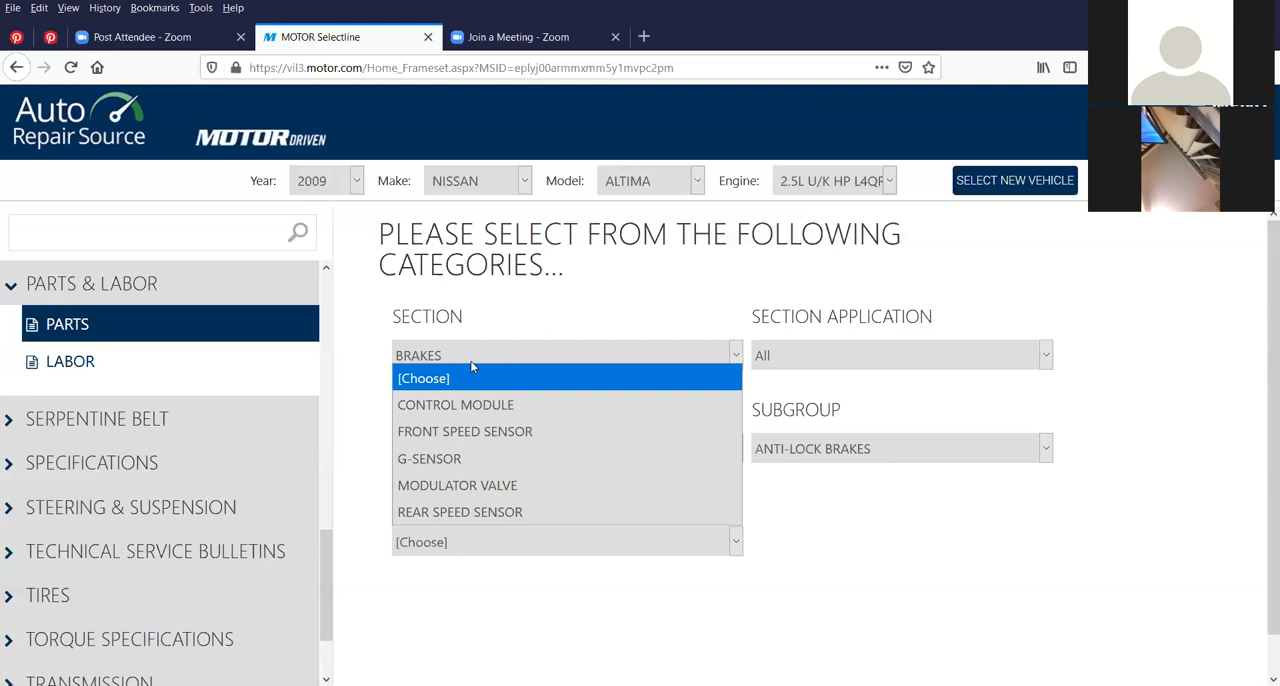 File Edit View History Bookmarks Tools Help
Post Attendee - Zoom
MOTOR Selectline
Join a Meeting - Zoom
https://vil3.motor.com/Home_Frameset.aspx?MSID=eplyj00armmxmm5y1mvpc2pm
Auto
Repair Source
MOTOR DRIVEN
Year: 2009 Make: NISSAN Model: ALTIMA Engine: 2.5L U/K HP L4QF
SELECT NEW VEHICLE
PARTS & LABOR
PARTS
LABOR
SERPENTINE BELT
SPECIFICATIONS
STEERING & SUSPENSION
TECHNICAL SERVICE BULLETINS
TIRES
TORQUE SPECIFICATIONS
TRANSMISSION
PLEASE SELECT FROM THE FOLLOWING
CATEGORIES...
SECTION
BRAKES
[Choose]
CONTROL MODULE
FRONT SPEED SENSOR
G-SENSOR
MODULATOR VALVE
REAR SPEED SENSOR
[Choose]
SECTION APPLICATION
All
SUBGROUP
ANTI-LOCK BRAKES